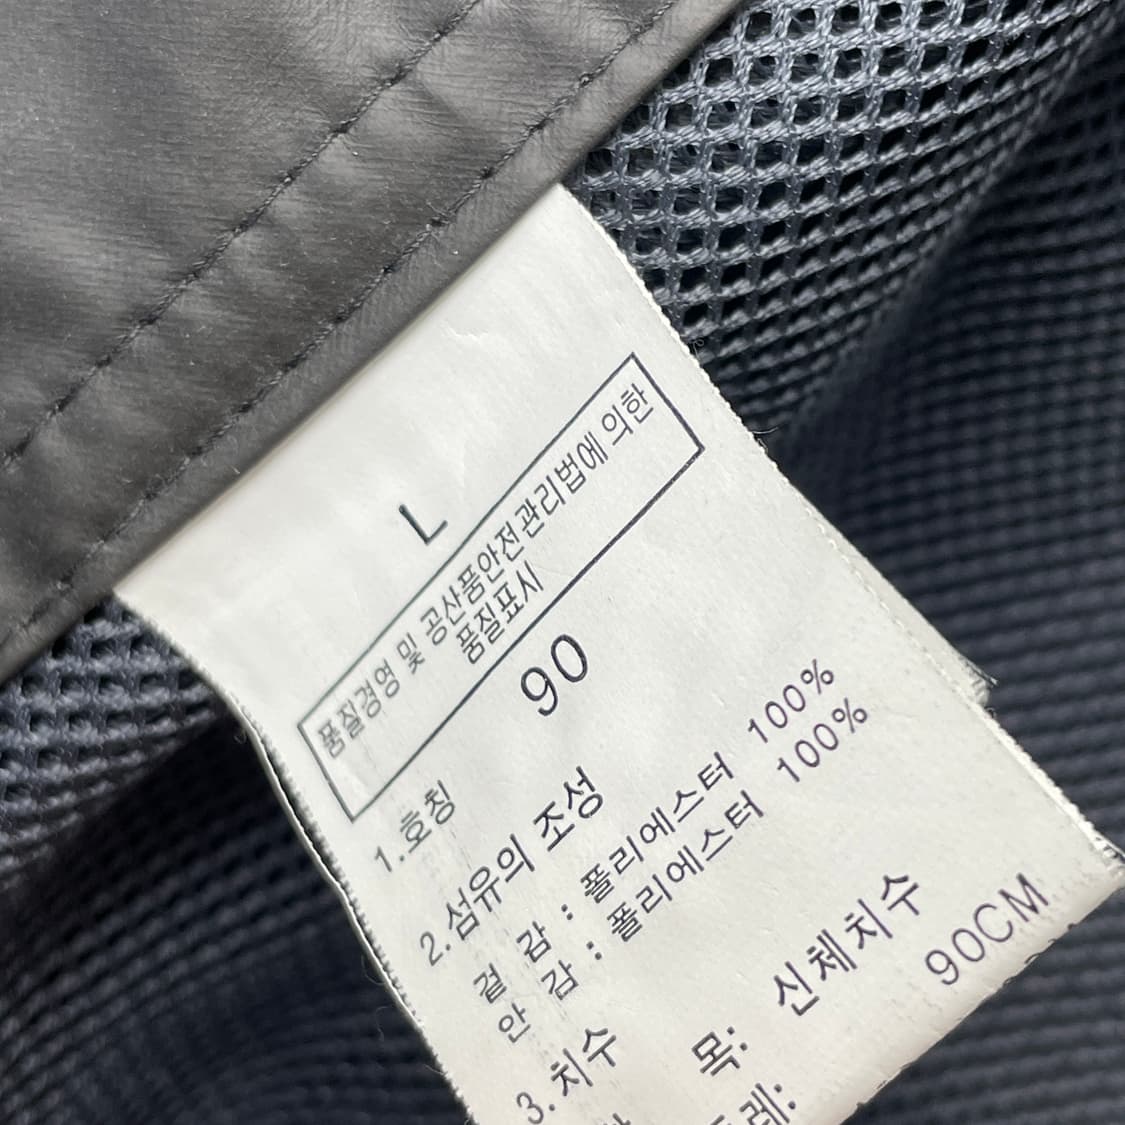 L
품질경영 및 공산품안전관리법에 의한
품질표시
1.호칭 90
2.섬유의 조성
겉 감 : 폴리에스터 100%
안 감 : 폴리에스터 100%
3.치수
목: 신체치수
90CM